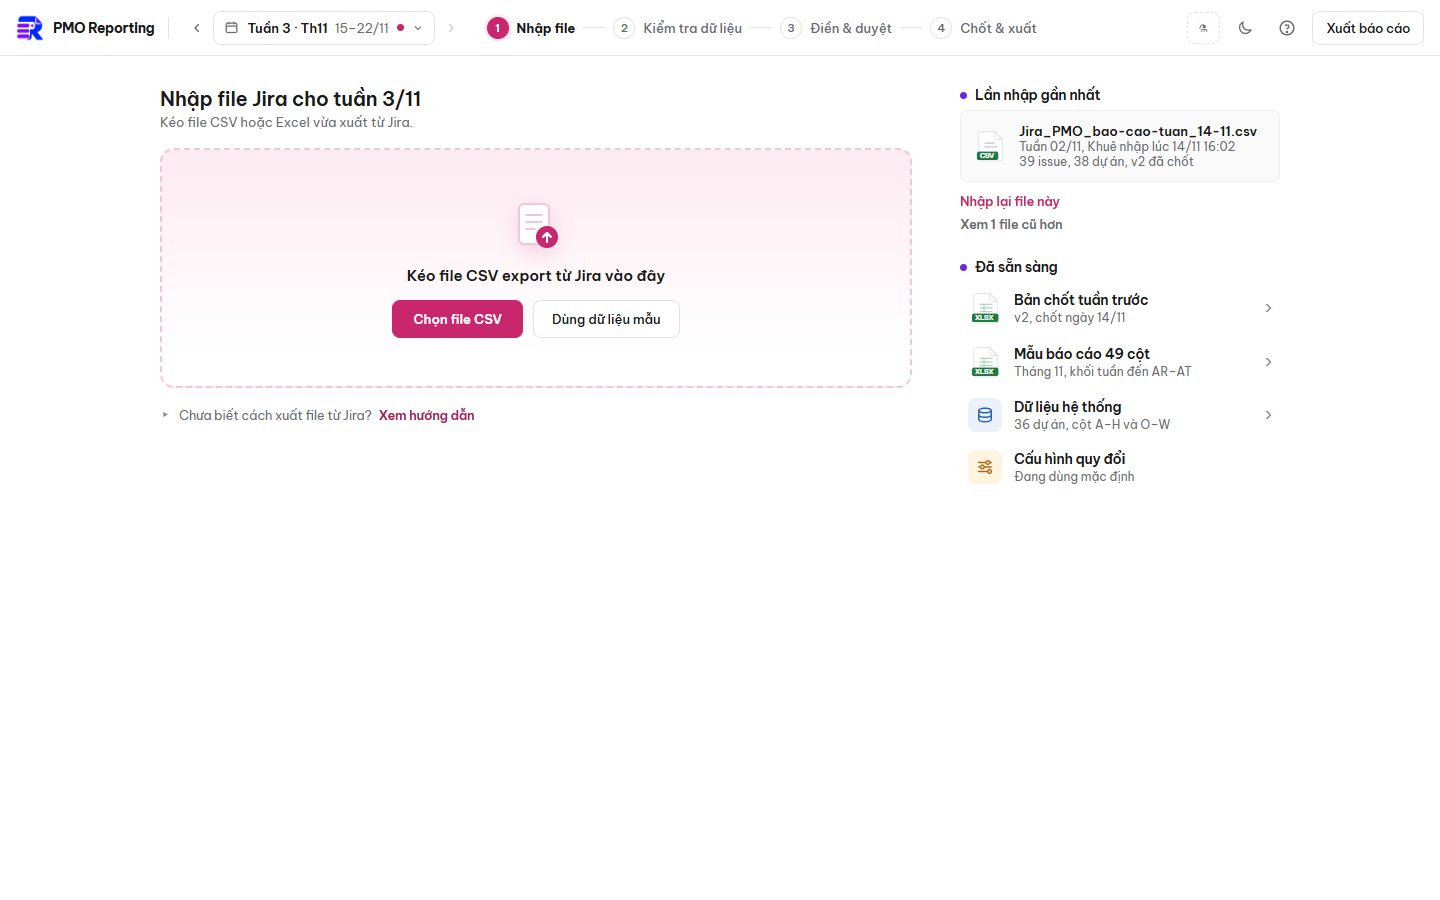 PMO Reporting
Tuần 3 · Th11 15–22/11
1 Nhập file
2 Kiểm tra dữ liệu
3 Điền & duyệt
4 Chốt & xuất
Xuất báo cáo
Nhập file Jira cho tuần 3/11
Kéo file CSV hoặc Excel vừa xuất từ Jira.
Kéo file CSV export từ Jira vào đây
Chọn file CSV
Dùng dữ liệu mẫu
Chưa biết cách xuất file từ Jira? Xem hướng dẫn
Lần nhập gần nhất
CSV
Jira_PMO_bao-cao-tuan_14-11.csv
Tuần 02/11, Khuê nhập lúc 14/11 16:02
39 issue, 38 dự án, v2 đã chốt
Nhập lại file này
Xem 1 file cũ hơn
Đã sẵn sàng
XLSX
Bản chốt tuần trước
v2, chốt ngày 14/11
XLSX
Mẫu báo cáo 49 cột
Tháng 11, khối tuần đến AR–AT
Dữ liệu hệ thống
36 dự án, cột A–H và O–W
Cấu hình quy đổi
Đang dùng mặc định